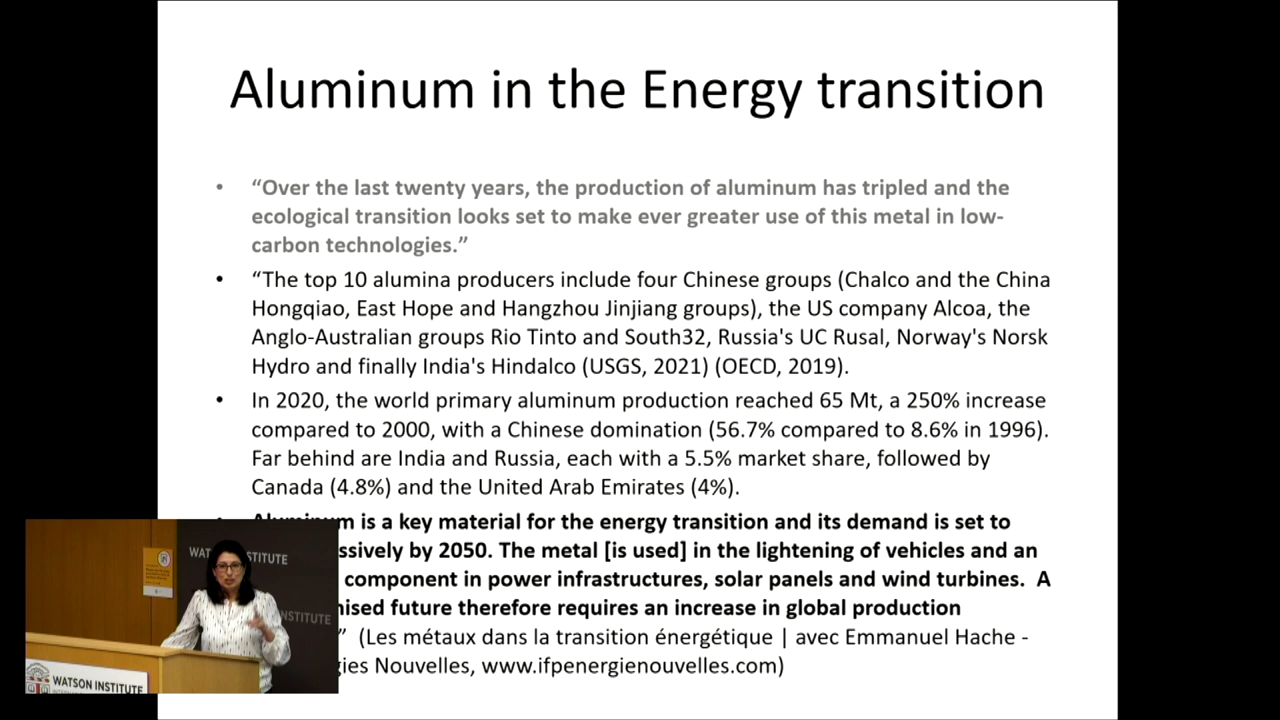 Aluminum in the Energy transition
• “Over the last twenty years, the production of aluminum has tripled and the
ecological transition looks set to make ever greater use of this metal in low-
carbon technologies.”
• “The top 10 alumina producers include four Chinese groups (Chalco and the China
Hongqiao, East Hope and Hangzhou Jinjiang groups), the US company Alcoa, the
Anglo-Australian groups Rio Tinto and South32, Russia's UC Rusal, Norway's Norsk
Hydro and finally India's Hindalco (USGS, 2021) (OECD, 2019).
• In 2020, the world primary aluminum production reached 65 Mt, a 250% increase
compared to 2000, with a Chinese domination (56.7% compared to 8.6% in 1996).
Far behind are India and Russia, each with a 5.5% market share, followed by
Canada (4.8%) and the United Arab Emirates (4%).
• Aluminum is a key material for the energy transition and its demand is set to
ssively by 2050. The metal [is used] in the lightening of vehicles and an
component in power infrastructures, solar panels and wind turbines. A
nised future therefore requires an increase in global production
” (Les métaux dans la transition énergétique | avec Emmanuel Hache -
gies Nouvelles, www.ifpenergienouvelles.com)
WAT STITUTE
INSTITUTE
WATSON INSTITUTE